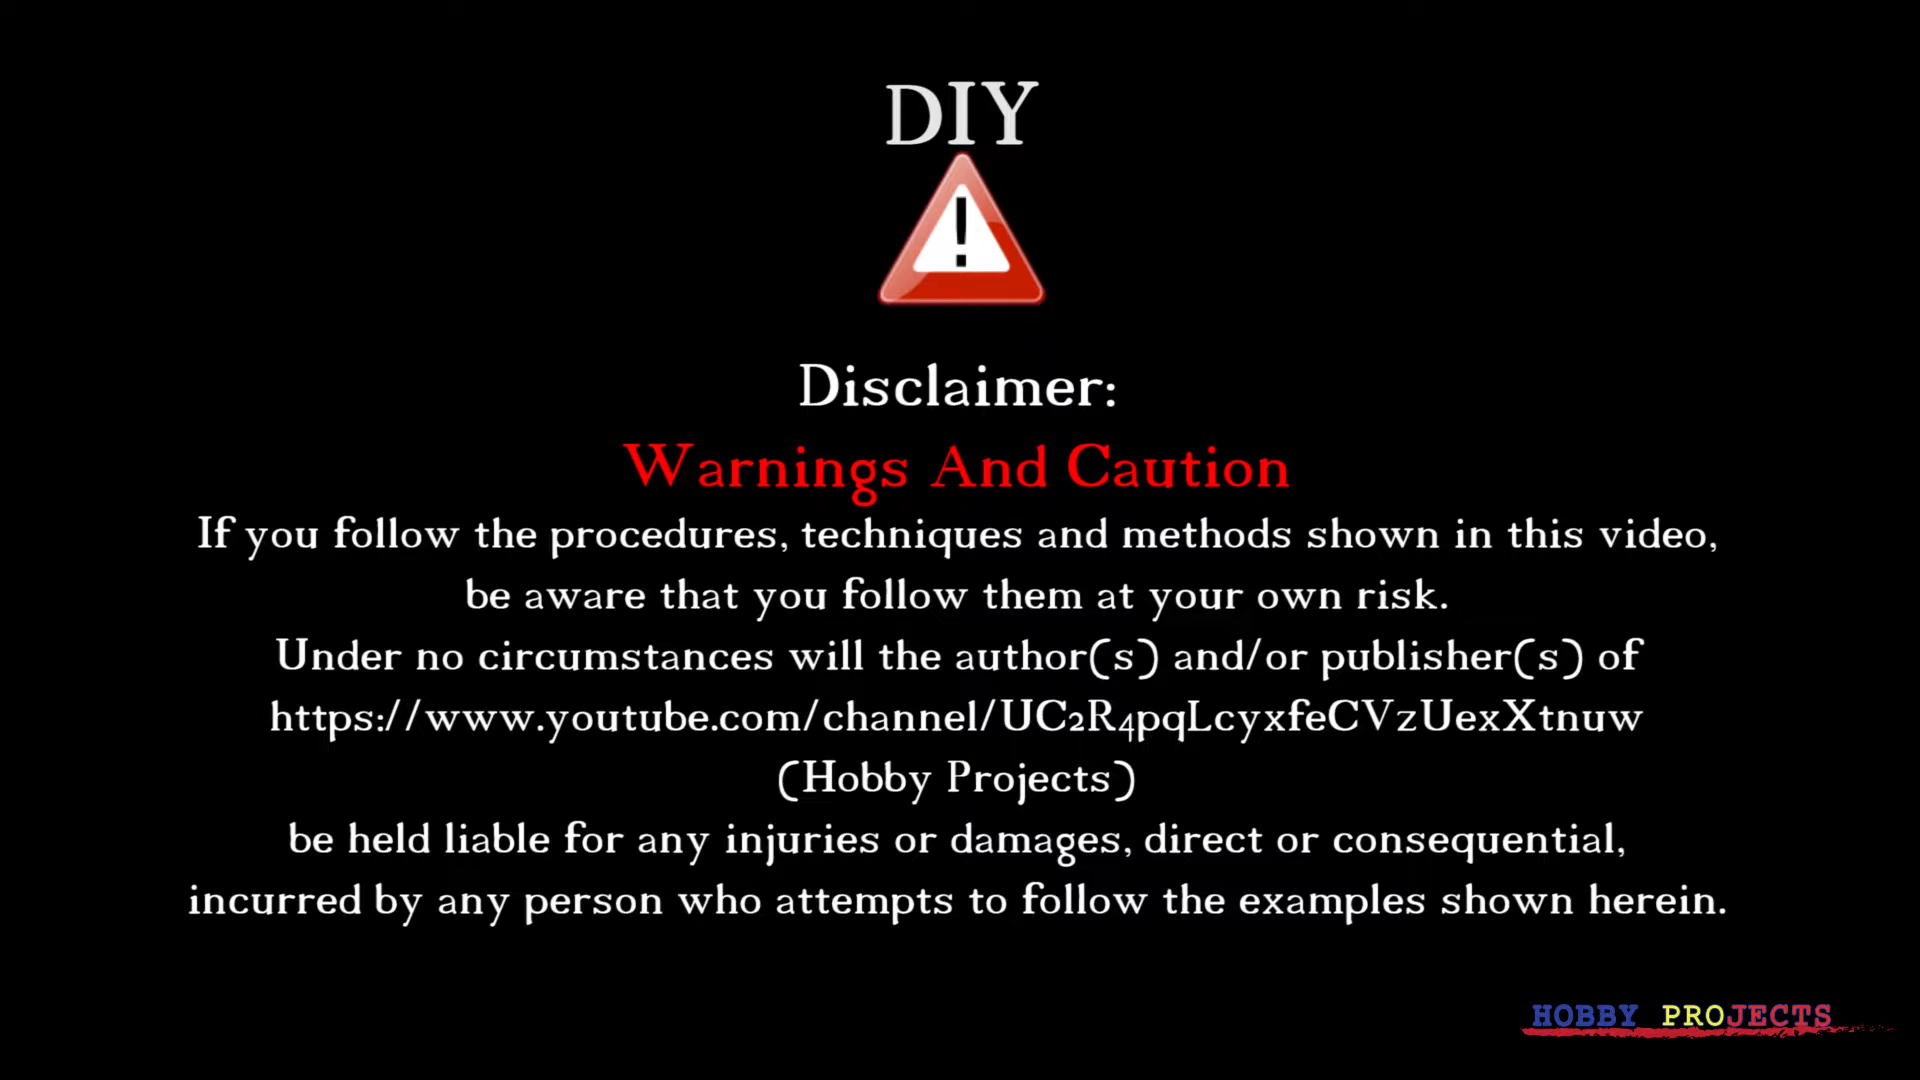 DIY
!
Disclaimer:
Warnings And Caution
If you follow the procedures, techniques and methods shown in this video,
be aware that you follow them at your own risk.
Under no circumstances will the author(s) and/or publisher(s) of
https://www.youtube.com/channel/UC2R4pqLcyxfeCVzUexXtnuw
(Hobby Projects)
be held liable for any injuries or damages, direct or consequential,
incurred by any person who attempts to follow the examples shown herein.
HOBBY PROJECTS